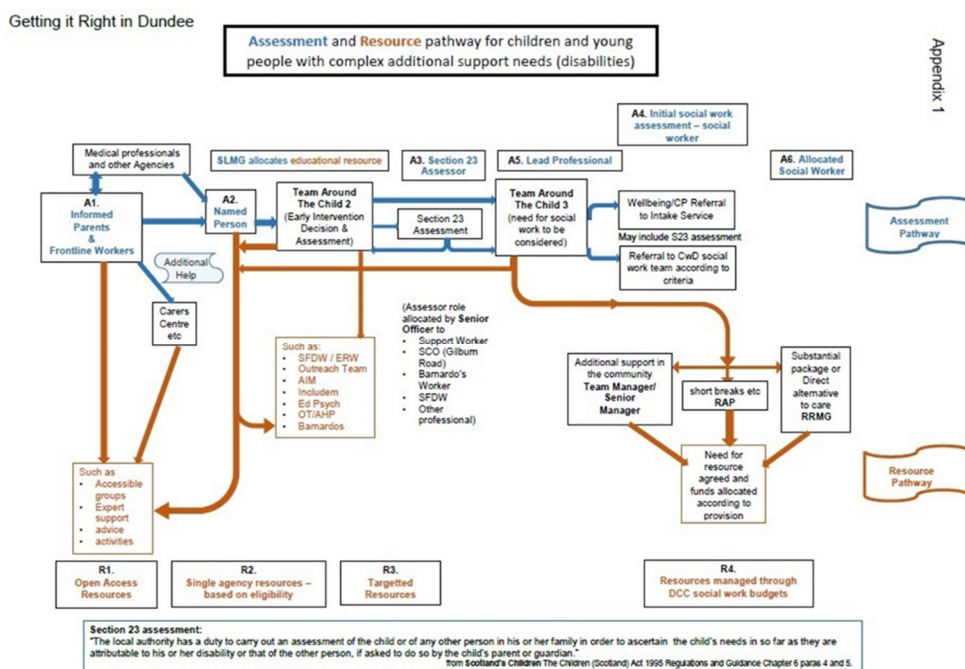 Getting it Right in Dundee
Assessment and Resource pathway for children and young
people with complex additional support needs (disabilities)
Appendix 1
A4. Initial social work
assessment – social
worker
Medical professionals
and other Agencies
SLMG allocates educational resource
A3. Section 23
Assessor
A5. Lead Professional
A6. Allocated
Social Worker
A1.
Informed
Parents
&
Frontline Workers
A2.
Named
Person
Team Around
The Child 2
(Early Intervention
Decision &
Assessment)
Section 23
Assessment
Team Around
The Child 3
(need for social
work to be
considered)
Wellbeing/CP Referral
to Intake Service
May include S23 assessment
Referral to CwD social
work team according to
criteria
Assessment
Pathway
Additional
Help
Carers
Centre
etc
Such as:
• SFDW / ERW
• Outreach Team
• AIM
• Includem
• Ed Psych
• OT/AHP
• Barnardos
(Assessor role
allocated by Senior
Officer to
• Support Worker
• SCO (Gilburn
Road)
• Barnardo's
Worker
• SFDW
• Other
professional)
Additional support in
the community
Team Manager/
Senior
Manager
short breaks etc
RAP
Substantial
package or
Direct
alternative
to care
RRMG
Such as
• Accessible
groups
• Expert
support
• advice
• activities
Need for
resource
agreed and
funds allocated
according to
provision
Resource
Pathway
R1.
Open Access
Resources
R2.
Single agency resources –
based on eligibility
R3.
Targetted
Resources
R4.
Resources managed through
DCC social work budgets
Section 23 assessment:
"The local authority has a duty to carry out an assessment of the child or of any other person in his or her family in order to ascertain the child's needs in so far as they are
attributable to his or her disability or that of the other person, if asked to do so by the child's parent or guardian."
from Scotland's Children The Children (Scotland) Act 1995 Regulations and Guidance Chapter 6 paras 4 and 5.